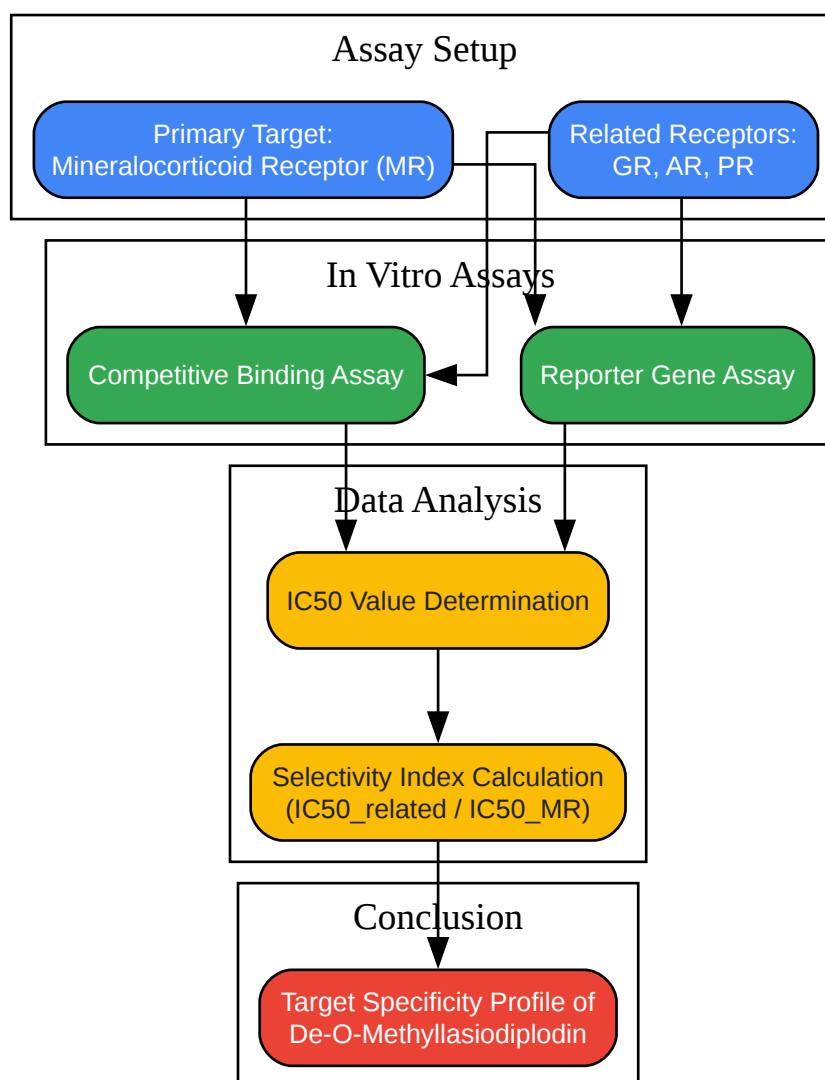 Assay Setup
Primary Target:
Mineralocorticoid Receptor (MR)
Related Receptors:
GR, AR, PR
In Vitro Assays
Competitive Binding Assay
Reporter Gene Assay
Data Analysis
IC50 Value Determination
Selectivity Index Calculation
(IC50_related / IC50_MR)
Conclusion
Target Specificity Profile of
De-O-Methyllasiodiplodin